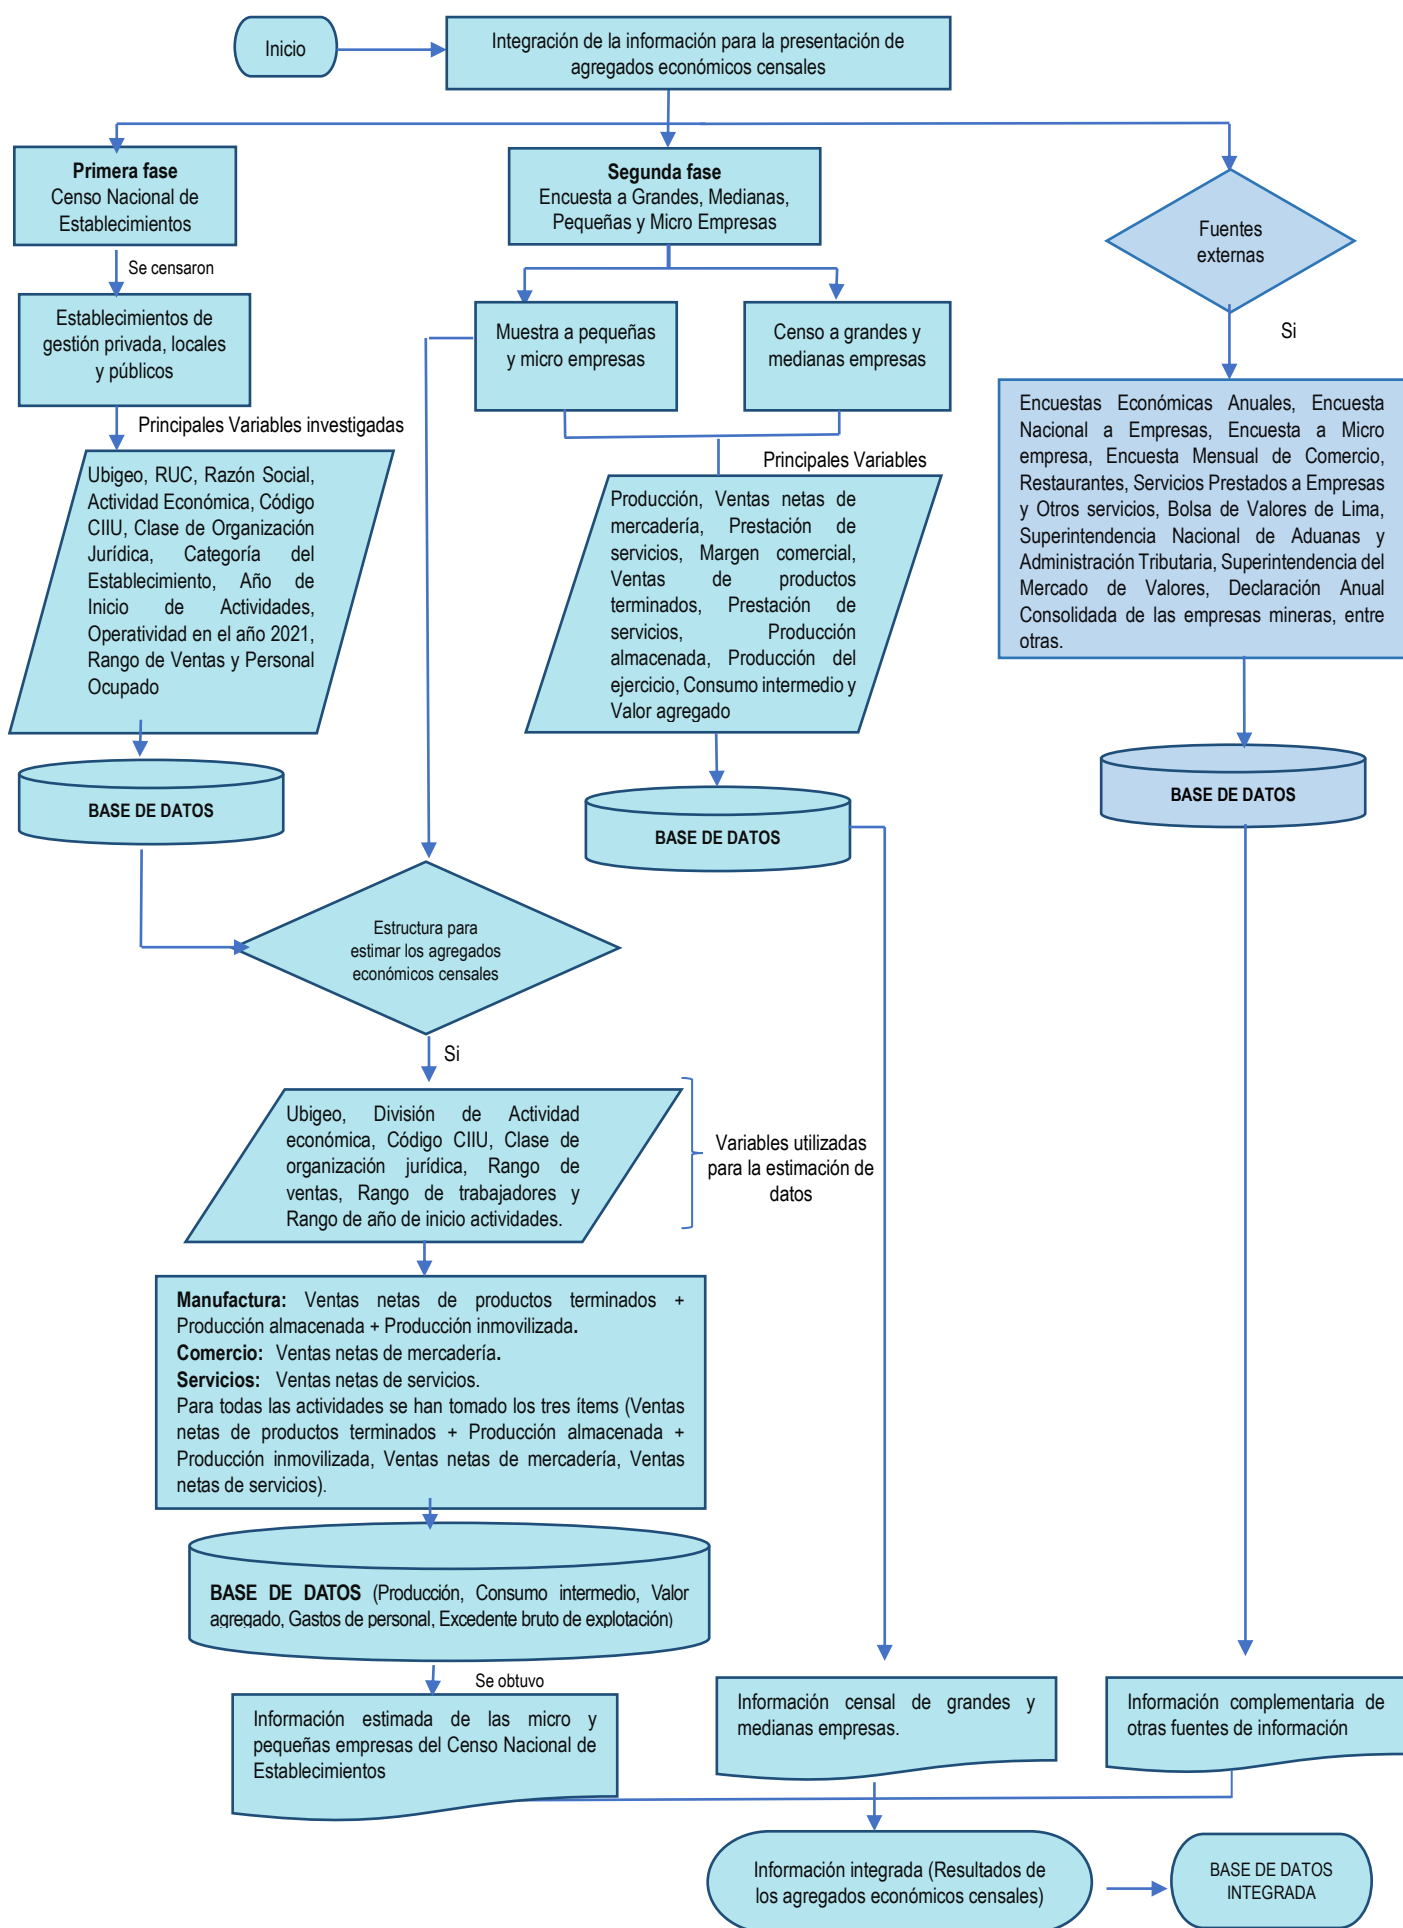 Inicio
Integración de la información para la presentación de
agregados económicos censales
Primera fase
Censo Nacional de
Establecimientos
Segunda fase
Encuesta a Grandes, Medianas,
Pequeñas y Micro Empresas
Fuentes
externas
Se censaron
Si
Establecimientos de
gestión privada, locales
y públicos
Muestra a pequeñas
y micro empresas
Censo a grandes y
medianas empresas
Principales Variables investigadas
Principales Variables
Encuestas Económicas Anuales, Encuesta
Nacional a Empresas, Encuesta a Micro
empresa, Encuesta Mensual de Comercio,
Restaurantes, Servicios Prestados a Empresas
y Otros servicios, Bolsa de Valores de Lima,
Superintendencia Nacional de Aduanas y
Administración Tributaria, Superintendencia del
Mercado de Valores, Declaración Anual
Consolidada de las empresas mineras, entre
otras.
Ubigeo, RUC, Razón Social,
Actividad Económica, Código
CIIU, Clase de Organización
Jurídica, Categoría del
Establecimiento, Año de
Inicio de Actividades,
Operatividad en el año 2021,
Rango de Ventas y Personal
Ocupado
Producción, Ventas netas de
mercadería, Prestación de
servicios, Margen comercial,
Ventas de productos
terminados, Prestación de
servicios, Producción
almacenada, Producción del
ejercicio, Consumo intermedio y
Valor agregado
BASE DE DATOS
BASE DE DATOS
BASE DE DATOS
Estructura para
estimar los agregados
económicos censales
Si
Ubigeo, División de Actividad
económica, Código CIIU, Clase de
organización jurídica, Rango de
ventas, Rango de trabajadores y
Rango de año de inicio actividades.
Variables utilizadas
para la estimación de
datos
Manufactura: Ventas netas de productos terminados +
Producción almacenada + Producción inmovilizada.
Comercio: Ventas netas de mercadería.
Servicios: Ventas netas de servicios.
Para todas las actividades se han tomado los tres ítems (Ventas
netas de productos terminados + Producción almacenada +
Producción inmovilizada, Ventas netas de mercadería, Ventas
netas de servicios).
BASE DE DATOS (Producción, Consumo intermedio, Valor
agregado, Gastos de personal, Excedente bruto de explotación)
Se obtuvo
Información estimada de las micro y
pequeñas empresas del Censo Nacional de
Establecimientos
Información censal de grandes y
medianas empresas.
Información complementaria de
otras fuentes de información
Información integrada (Resultados de
los agregados económicos censales)
BASE DE DATOS
INTEGRADA